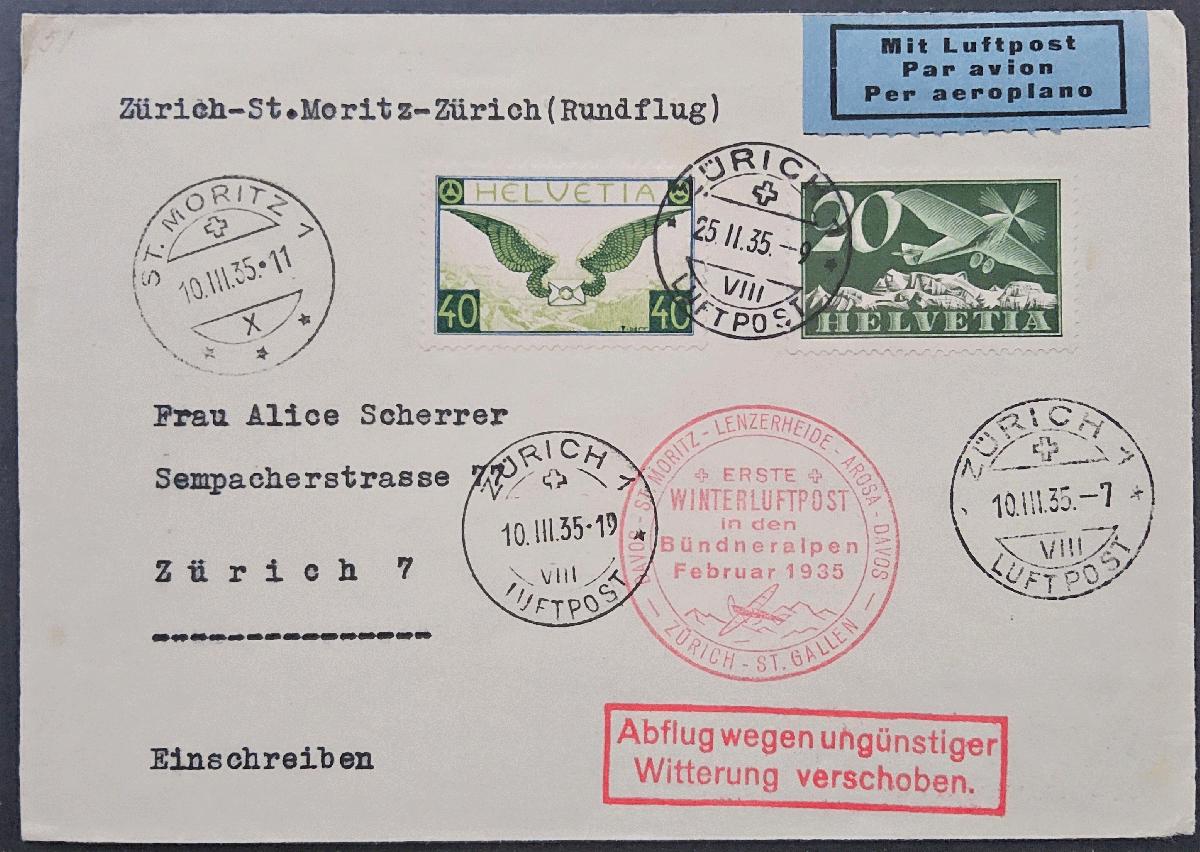 Mit Luftpost
Par avion
Per aeroplano
Zürich-St.Moritz-Zürich(Rundflug)
ST. MORITZ 1
10.III.35·11
X
HELVETIA
40
40
ZÜRICH 1
25.II.35.-9
VIII
LUFTPOST
20
HELVETIA
Frau Alice Scherrer
Sempacherstrasse 77
Zürich 7
Einschreiben
ZÜRICH 1
10.III.35·19
VIII
LUFTPOST
DAVOS - ST. MORITZ - LENZERHEIDE - AROSA - DAVOS
ERSTE
WINTERLUFTPOST
in den
Bündneralpen
Februar 1935
ZÜRICH - ST. GALLEN
ZÜRICH 1
10.III.35.-7
VIII
LUFTPOST
Abflug wegen ungünstiger
Witterung verschoben.